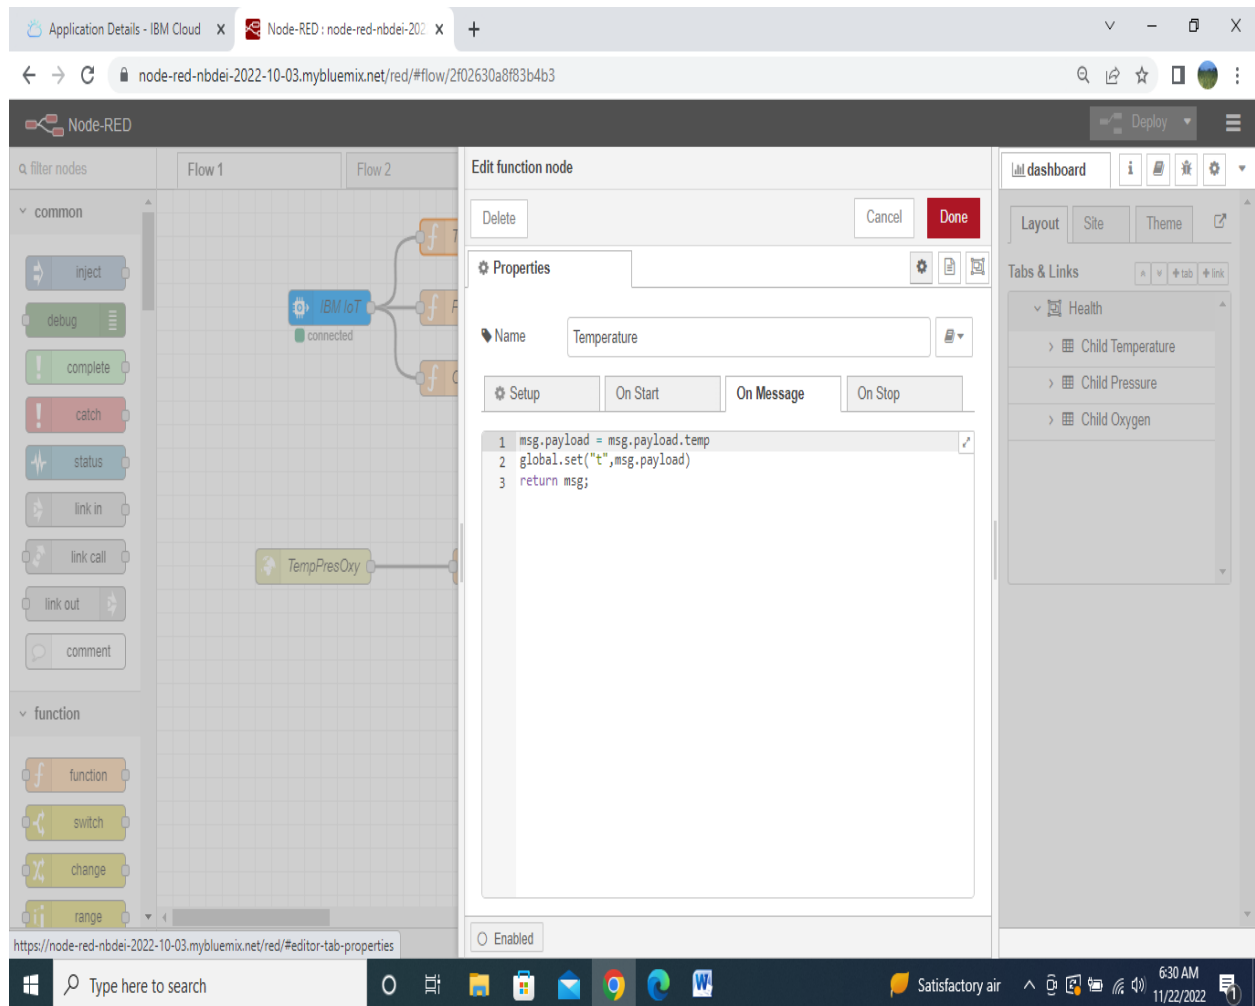 Application Details - IBM Cloud
Node-RED : node-red-nbdei-202
node-red-nbdei-2022-10-03.mybluemix.net/red/#flow/2f02630a8f83b4b3
Node-RED
Deploy
filter nodes
common
inject
debug
complete
catch
status
link in
link call
link out
comment
function
function
switch
change
range
Flow 1
Flow 2
IBM IoT
connected
TempPresOxy
Edit function node
Delete
Cancel
Done
Properties
Name
Temperature
Setup
On Start
On Message
On Stop
1 msg.payload = msg.payload.temp
2 global.set("t",msg.payload)
3 return msg;
Enabled
dashboard
Layout
Site
Theme
Tabs & Links
+tab
+link
Health
Child Temperature
Child Pressure
Child Oxygen
https://node-red-nbdei-2022-10-03.mybluemix.net/red/#editor-tab-properties
Type here to search
Satisfactory air
6:30 AM
11/22/2022